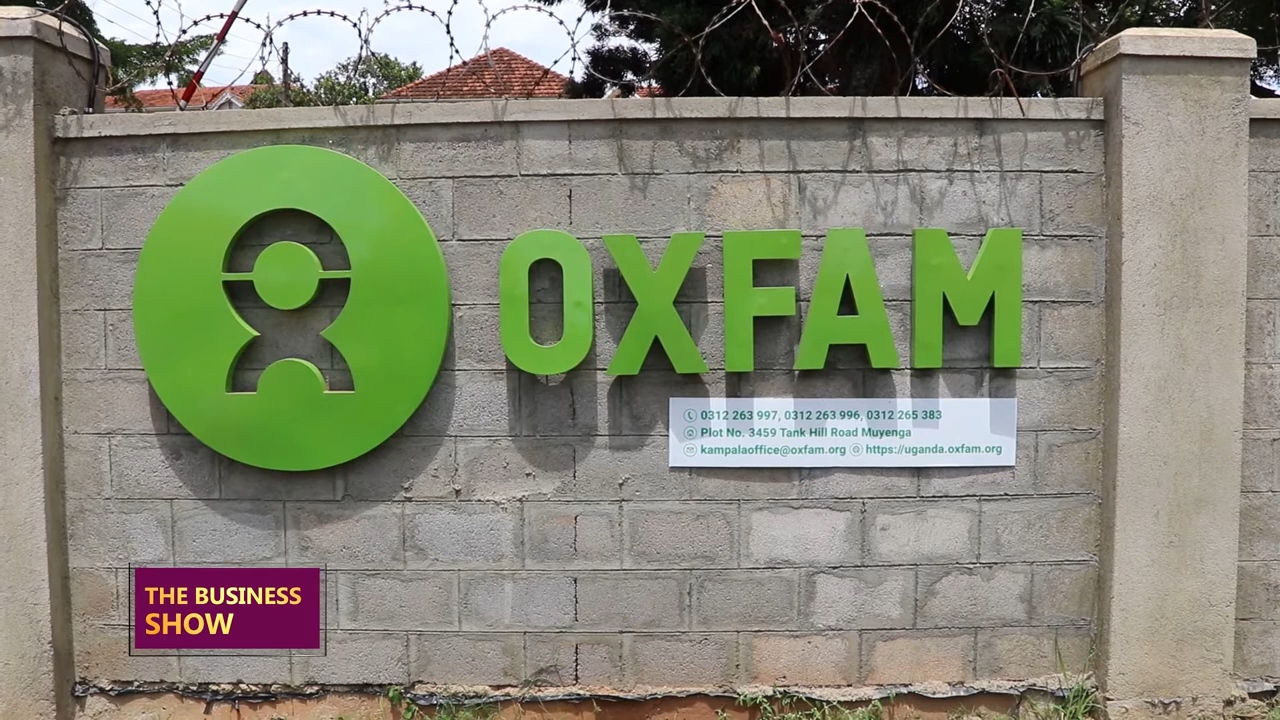 OXFAM
0312 263 997, 0312 263 996, 0312 265 383
Plot No. 3459 Tank Hill Road Muyenga
kampalaoffice@oxfam.org https://uganda.oxfam.org
THE BUSINESS
SHOW